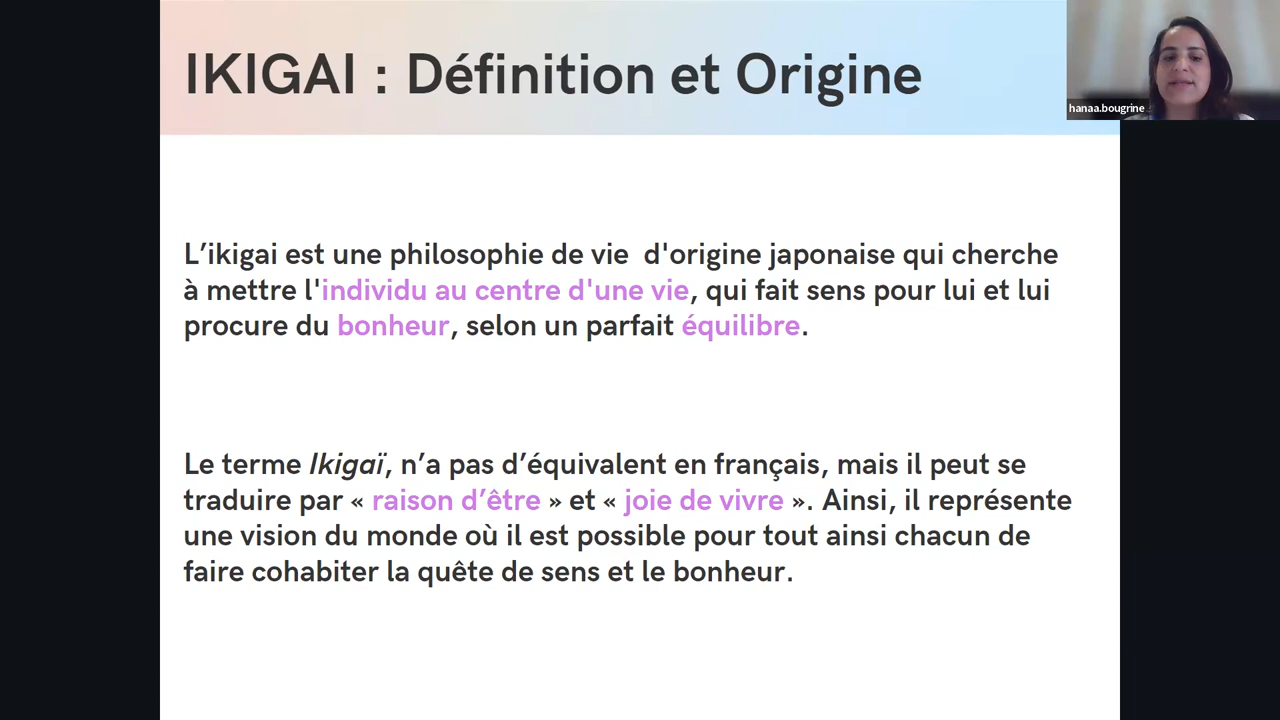 IKIGAI : Définition et Origine
hanaa.bougrine
L’ikigai est une philosophie de vie  d'origine japonaise qui cherche
à mettre l'individu au centre d'une vie, qui fait sens pour lui et lui
procure du bonheur, selon un parfait équilibre.
Le terme Ikigaï, n’a pas d’équivalent en français, mais il peut se
traduire par « raison d’être » et « joie de vivre ». Ainsi, il représente
une vision du monde où il est possible pour tout ainsi chacun de
faire cohabiter la quête de sens et le bonheur.